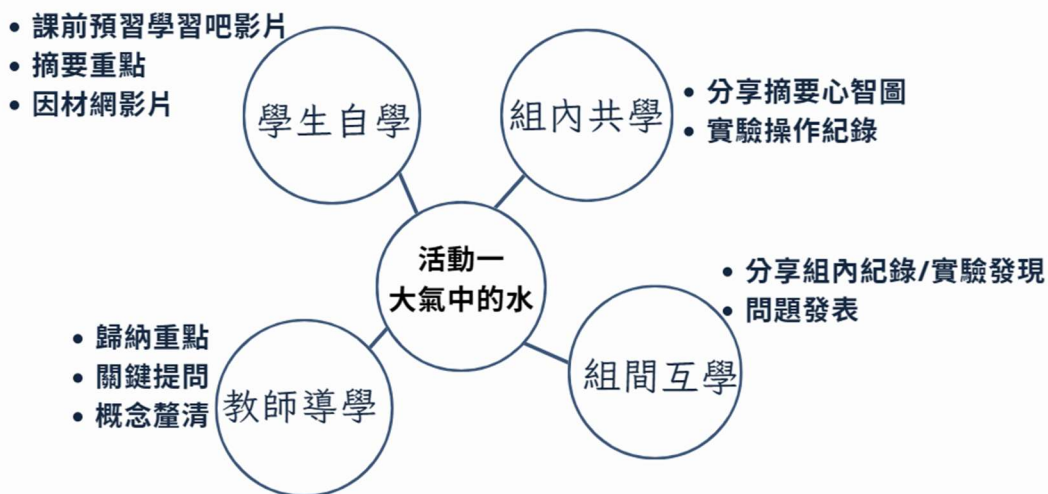 課前預習學習吧影片
摘要重點
因材網影片
學生自學
組內共學
分享摘要心智圖
實驗操作紀錄
活動一
大氣中的水
分享組內紀錄/實驗發現
問題發表
組間互學
歸納重點
關鍵提問
概念釐清
教師導學